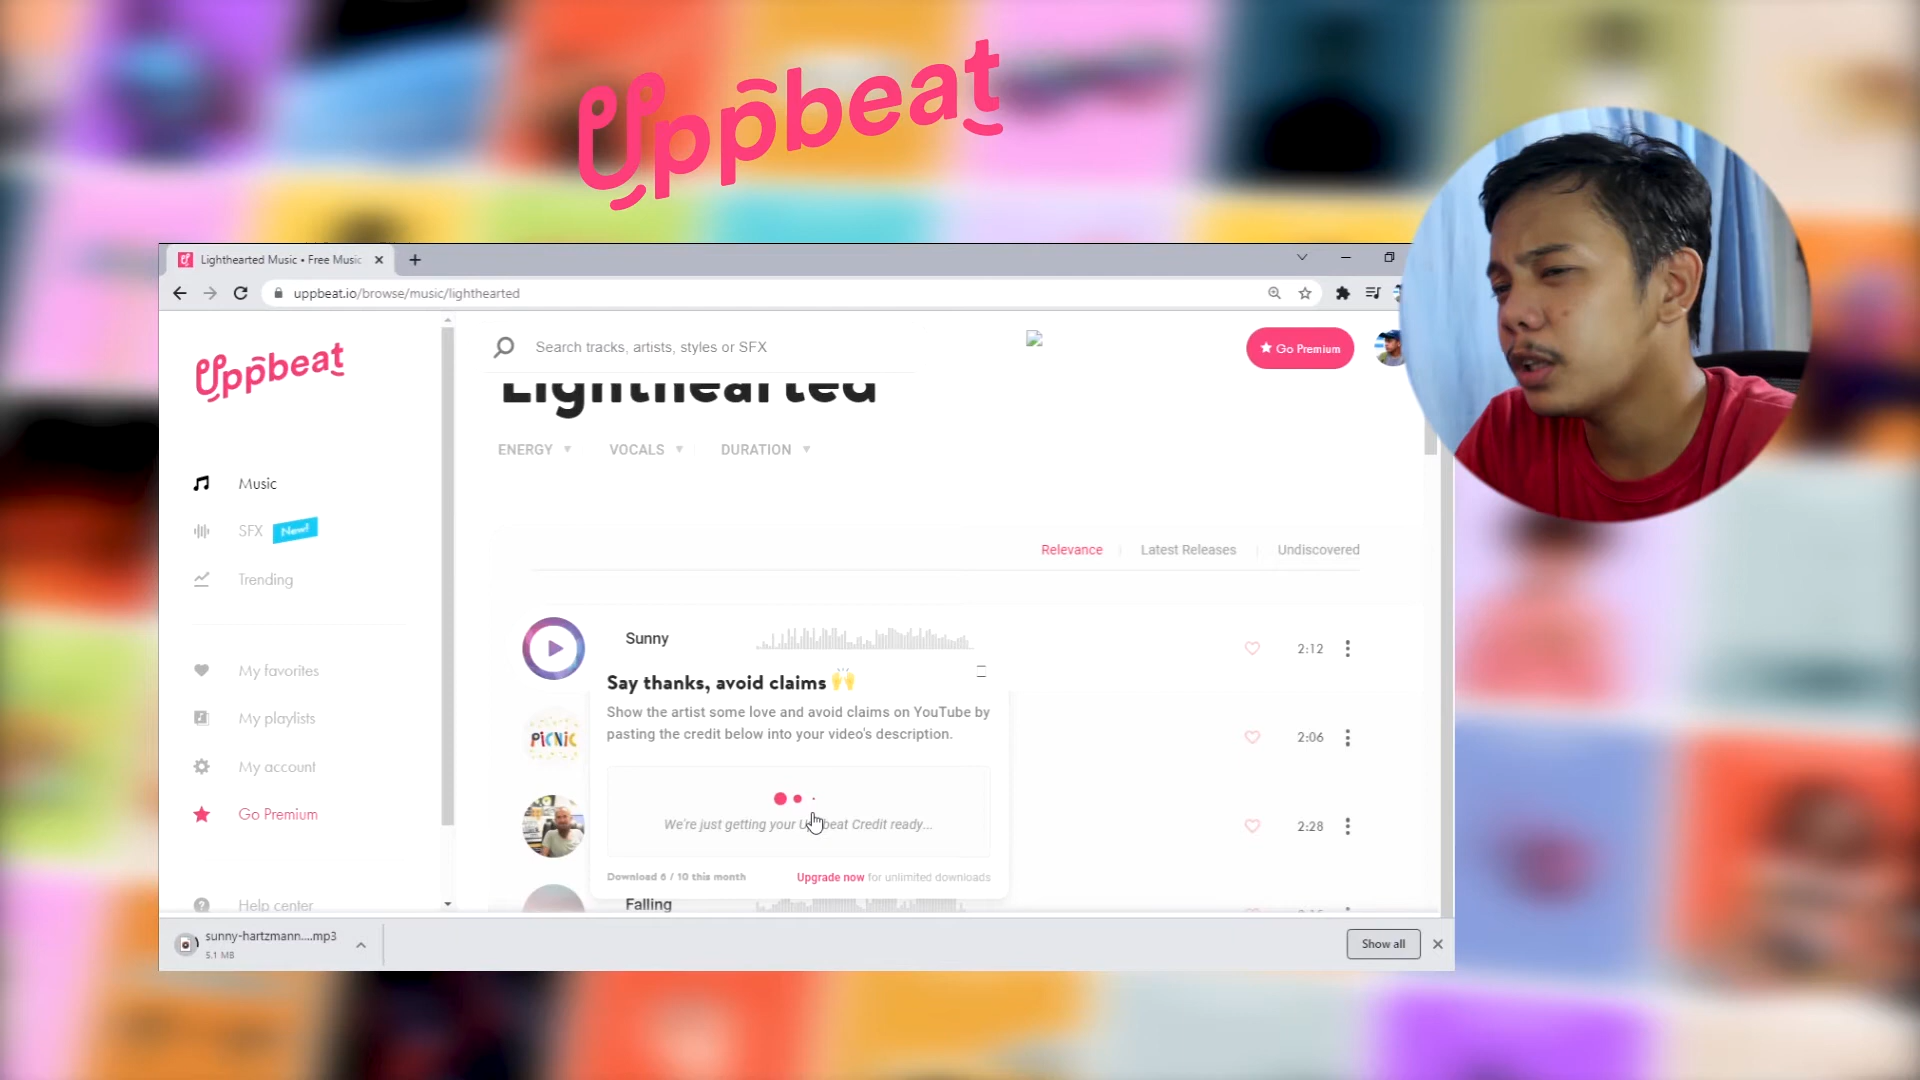 Uppbeat
Lighthearted Music • Free Music
uppbeat.io/browse/music/lighthearted
Uppbeat
Search tracks, artists, styles or SFX
Go Premium
Lighthearted
ENERGY
VOCALS
DURATION
Music
SFX
New!
Trending
Relevance
Latest Releases
Undiscovered
Sunny
2:12
My favorites
Say thanks, avoid claims 🙌
Show the artist some love and avoid claims on YouTube by
pasting the credit below into your video's description.
My playlists
PiCNiC
2:06
My account
Go Premium
We're just getting your Uppbeat Credit ready...
2:28
Download 6 / 10 this month
Upgrade now for unlimited downloads
Help center
Falling
sunny-hartzmann....mp3
5.1 MB
Show all